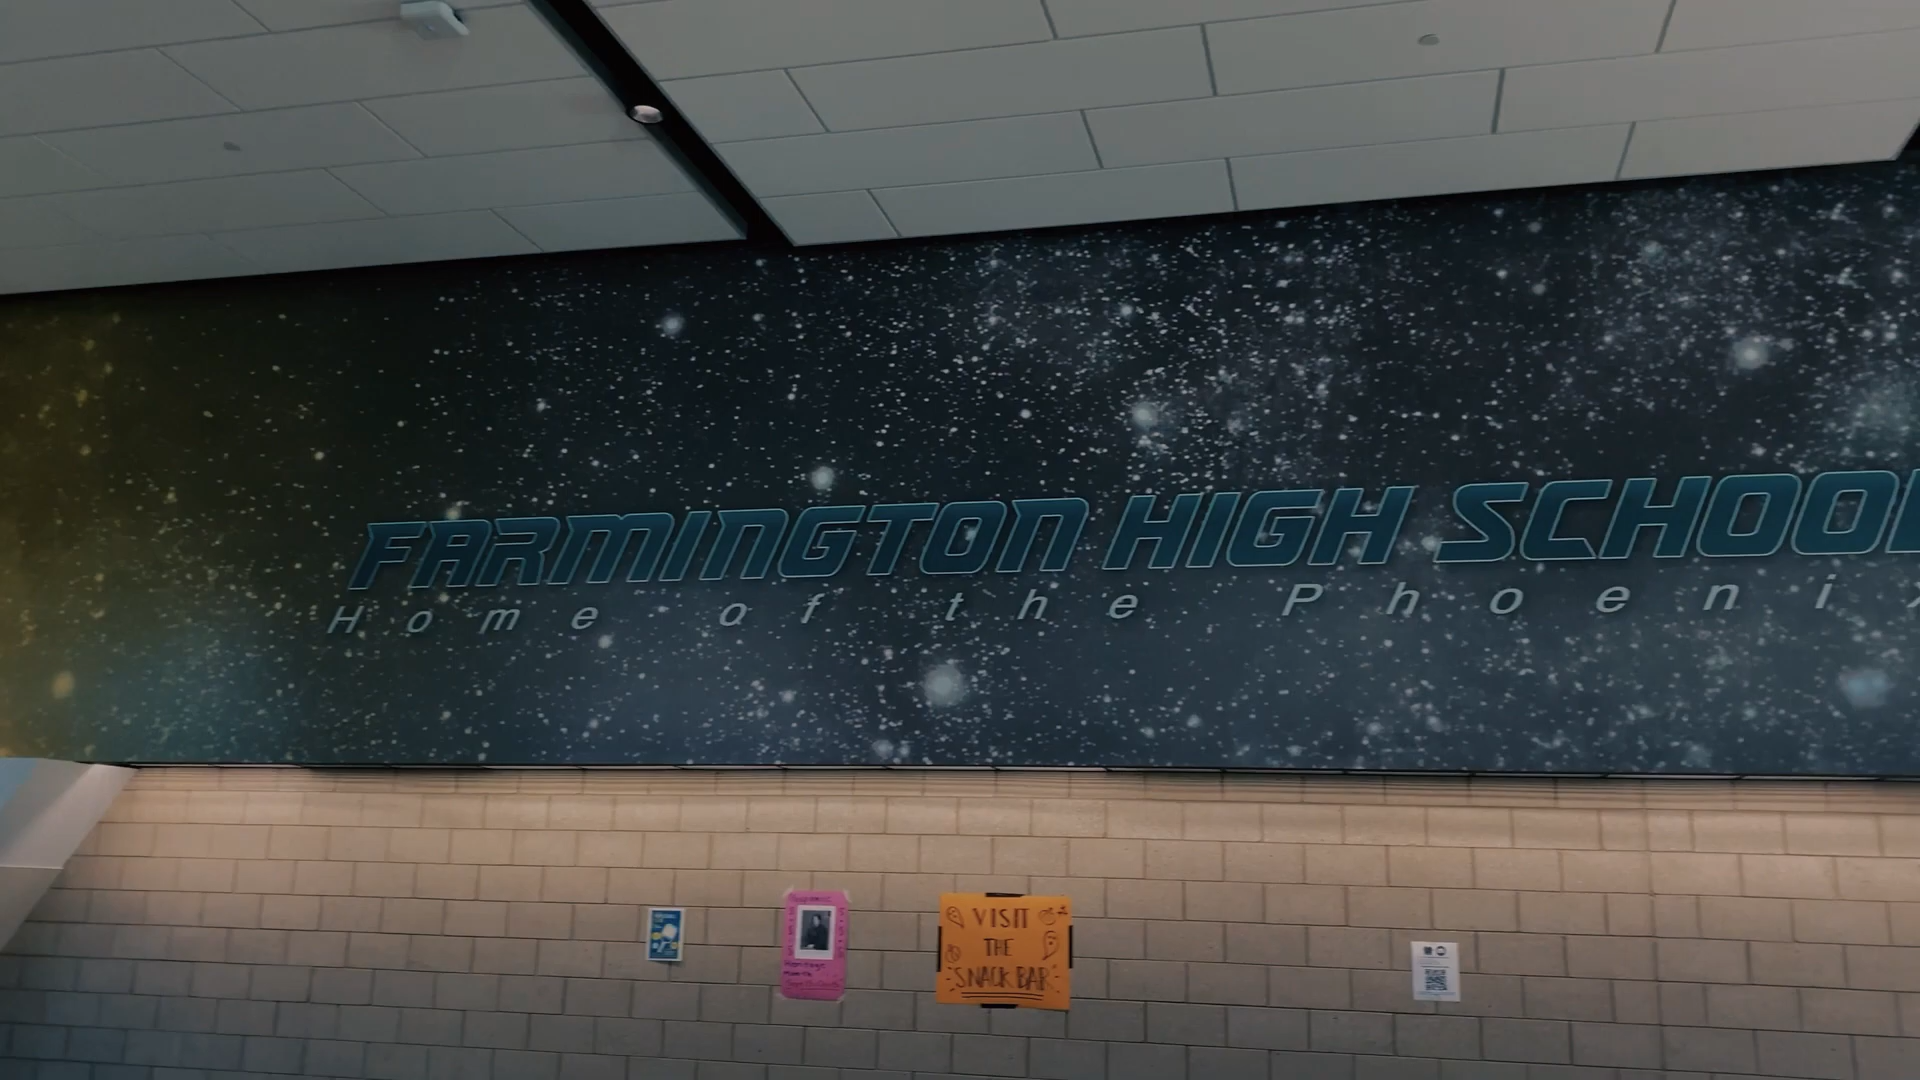 FARMINGTON HIGH SCHOOL
Home of the Phoenix
VISIT
THE
SNACK BAR